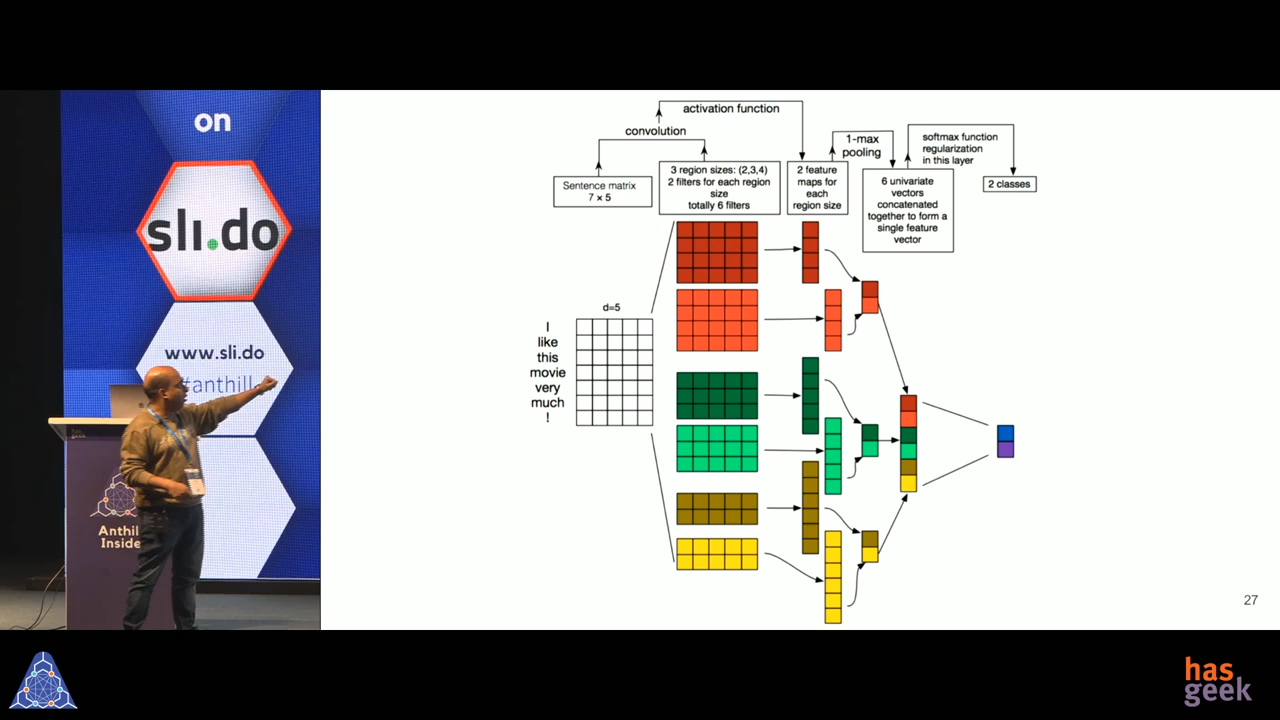 on
sli.do
www.sli.do
#anthill
Anthill
Inside
activation function
convolution
1-max
pooling
softmax function
regularization
in this layer
Sentence matrix
7 × 5
3 region sizes: (2,3,4)
2 filters for each region
size
totally 6 filters
2 feature
maps for
each
region size
6 univariate
vectors
concatenated
together to form a
single feature
vector
2 classes
d=5
I
like
this
movie
very
much
!
27
has
geek